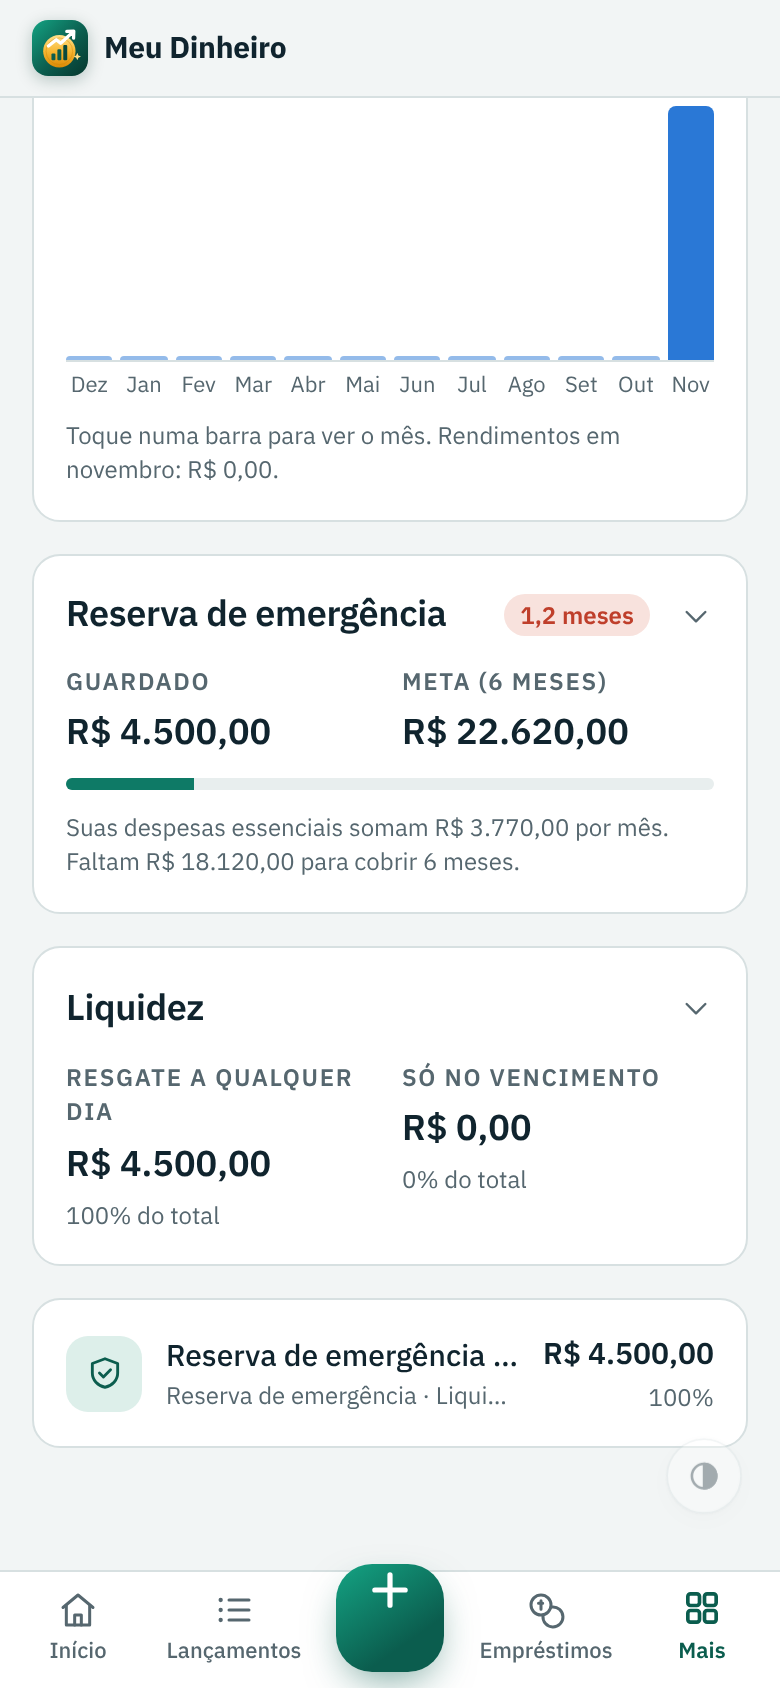 Meu Dinheiro
Dez Jan Fev Mar Abr Mai Jun Jul Ago Set Out Nov
Toque numa barra para ver o mês. Rendimentos em
novembro: R$ 0,00.
Reserva de emergência 1,2 meses
GUARDADO META (6 MESES)
R$ 4.500,00 R$ 22.620,00
Suas despesas essenciais somam R$ 3.770,00 por mês.
Faltam R$ 18.120,00 para cobrir 6 meses.
Liquidez
RESGATE A QUALQUER
DIA
R$ 4.500,00
100% do total
SÓ NO VENCIMENTO
R$ 0,00
0% do total
Reserva de emergência ... R$ 4.500,00
Reserva de emergência · Liqui... 100%
Início Lançamentos Empréstimos Mais